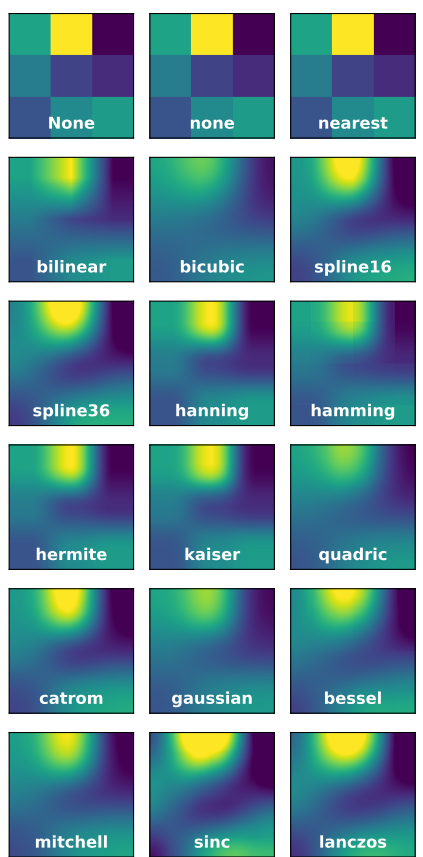 None
none
nearest
bilinear
bicubic
spline16
spline36
hanning
hamming
hermite
kaiser
quadric
catrom
gaussian
bessel
mitchell
sinc
lanczos